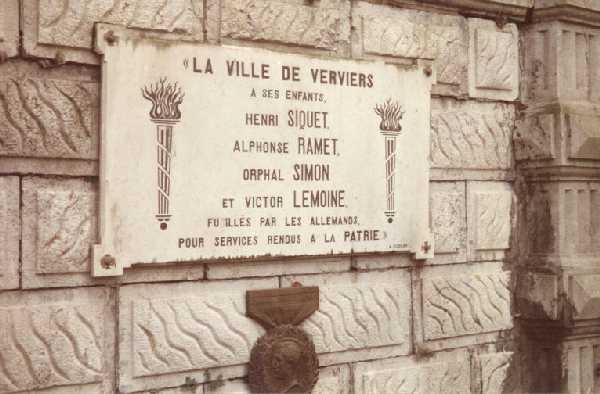 "LA VILLE DE VERVIERS
A SES ENFANTS,
HENRI SIQUET,
ALPHONSE RAMET,
ORPHAL SIMON
ET VICTOR LEMOINE,
FUSILLÉS PAR LES ALLEMANDS,
POUR SERVICES RENDUS A LA PATRIE»